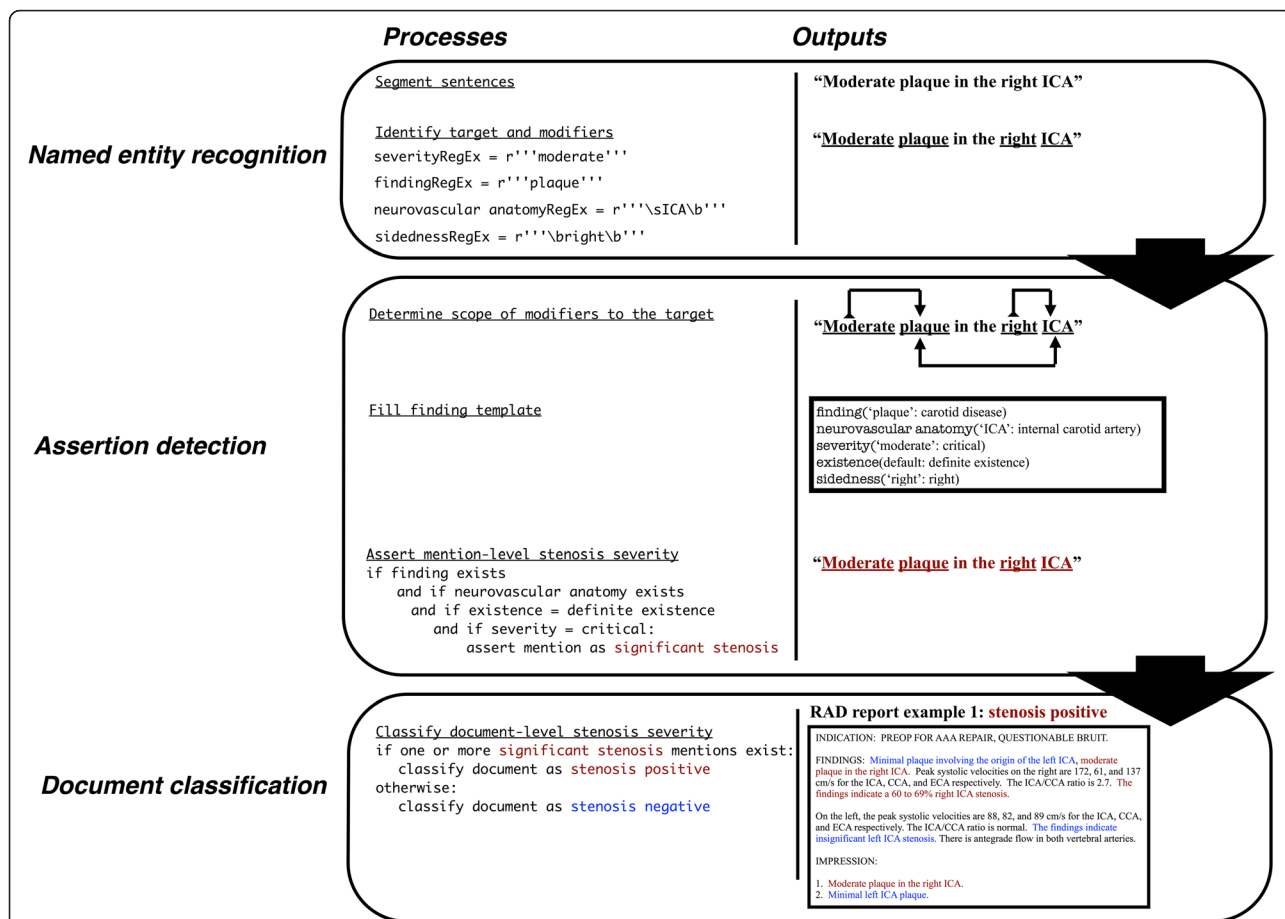 Processes
Outputs
Named entity recognition
Segment sentences
“Moderate plaque in the right ICA”
Identify target and modifiers
“Moderate plaque in the right ICA”
severityRegEx = r'''moderate'''
findingRegEx = r'''plaque'''
neurovascular anatomyRegEx = r'''\sICA\b'''
sidednessRegEx = r'''\bright\b'''
Assertion detection
Determine scope of modifiers to the target
“Moderate plaque in the right ICA”
Fill finding template
finding(‘plaque’: carotid disease)
neurovascular anatomy(‘ICA’: internal carotid artery)
severity(‘moderate’: critical)
existence(default: definite existence)
sidedness(‘right’: right)
Assert mention-level stenosis severity
if finding exists
and if neurovascular anatomy exists
and if existence = definite existence
and if severity = critical:
assert mention as significant stenosis
“Moderate plaque in the right ICA”
Document classification
Classify document-level stenosis severity
if one or more significant stenosis mentions exist:
classify document as stenosis positive
otherwise:
classify document as stenosis negative
RAD report example 1: stenosis positive
INDICATION: PREOP FOR AAA REPAIR, QUESTIONABLE BRUIT.
FINDINGS: Minimal plaque involving the origin of the left ICA, moderate
plaque in the right ICA. Peak systolic velocities on the right are 172, 61, and 137
cm/s for the ICA, CCA, and ECA respectively. The ICA/CCA ratio is 2.7. The
findings indicate a 60 to 69% right ICA stenosis.
On the left, the peak systolic velocities are 88, 82, and 89 cm/s for the ICA, CCA,
and ECA respectively. The ICA/CCA ratio is normal. The findings indicate
insignificant left ICA stenosis. There is antegrade flow in both vertebral arteries.
IMPRESSION:
1. Moderate plaque in the right ICA.
2. Minimal left ICA plaque.